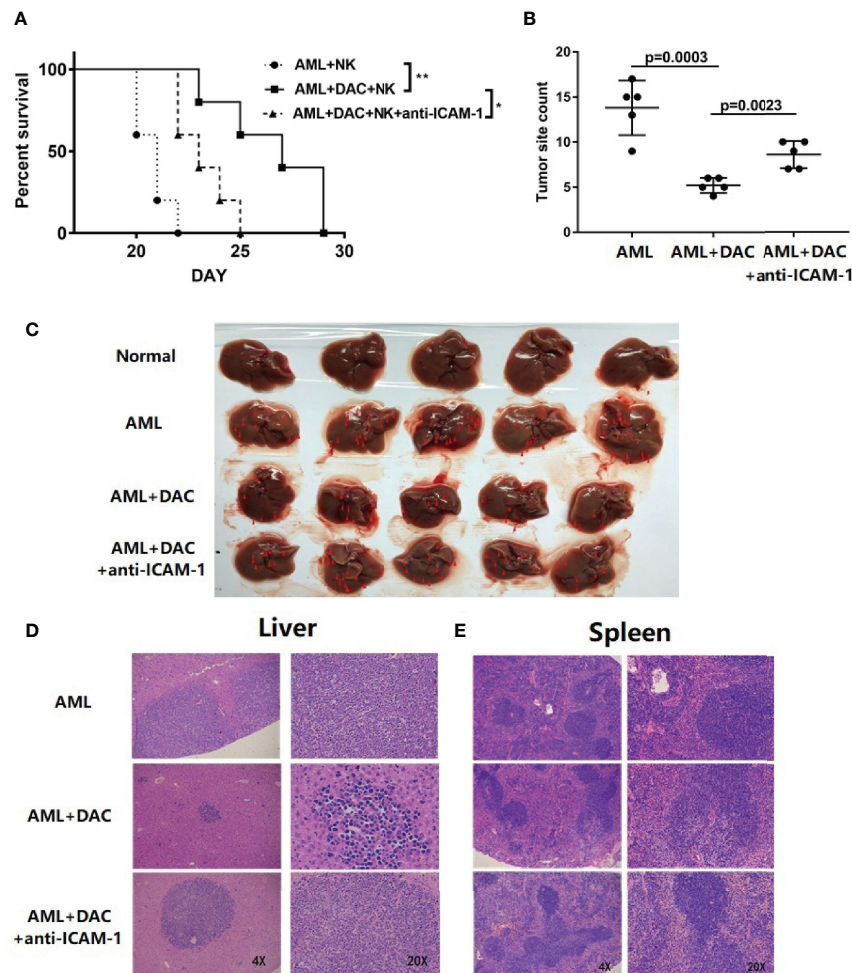 A
AML+NK
**
AML+DAC+NK
*
AML+DAC+NK+anti-ICAM-1
Percent survival
100
50
0
20
25
30
DAY
B
Tumor site count
20
15
10
5
0
p=0.0003
p=0.0023
AML
AML+DAC
AML+DAC
+anti-ICAM-1
C
Normal
AML
AML+DAC
AML+DAC
+anti-ICAM-1
D
Liver
AML
AML+DAC
AML+DAC
+anti-ICAM-1
4X
20X
E
Spleen
4X
20X